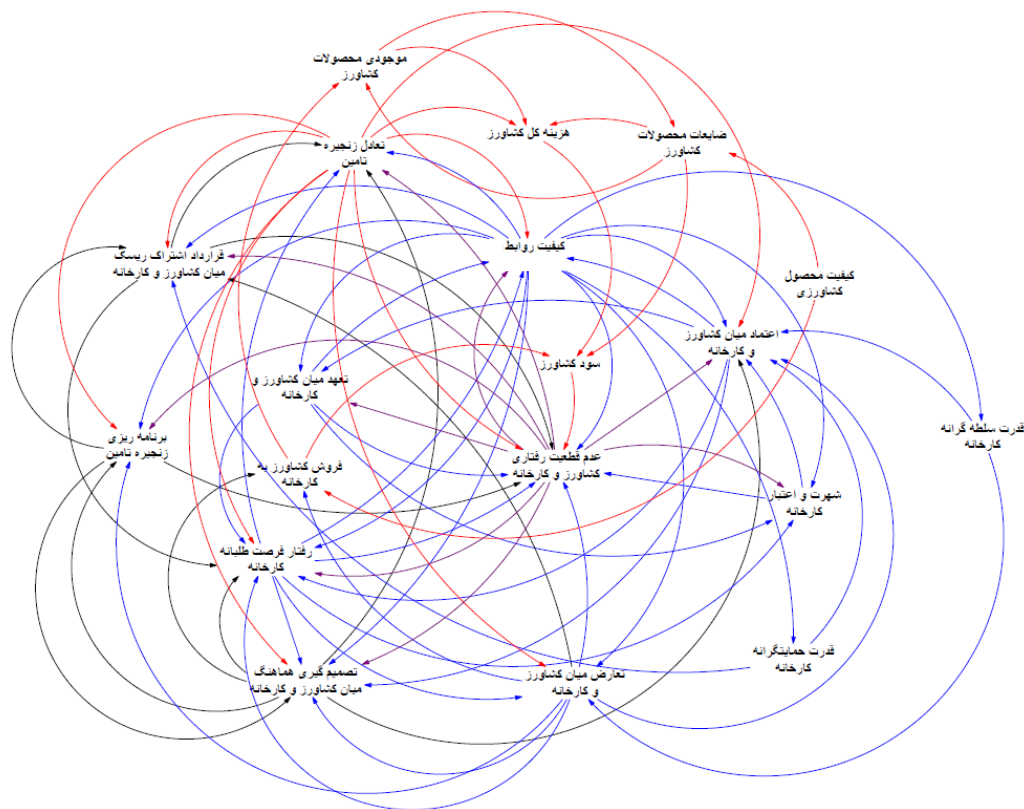 موجودی محصولات
کشاورز
هزینه کل کشاورز
ضایعات محصولات
کشاورز
تعادل زنجیره
تامین
کیفیت روابط
قرارداد اشتراک ریسک
میان کشاورز و کارخانه
کیفیت محصول
کشاورزی
اعتماد میان کشاورز
و کارخانه
سود کشاورز
تعهد میان کشاورز و
کارخانه
قدرت سلطه گرانه
کارخانه
برنامه ریزی
زنجیره تامین
عدم قطعیت رفتاری
کشاورز و کارخانه
فروش کشاورز به
کارخانه
شهرت و اعتبار
کارخانه
رفتار فرصت طلبانه
کارخانه
قدرت حمایتگرانه
کارخانه
تصمیم گیری هماهنگ
میان کشاورز و کارخانه
تعارض میان کشاورز
و کارخانه